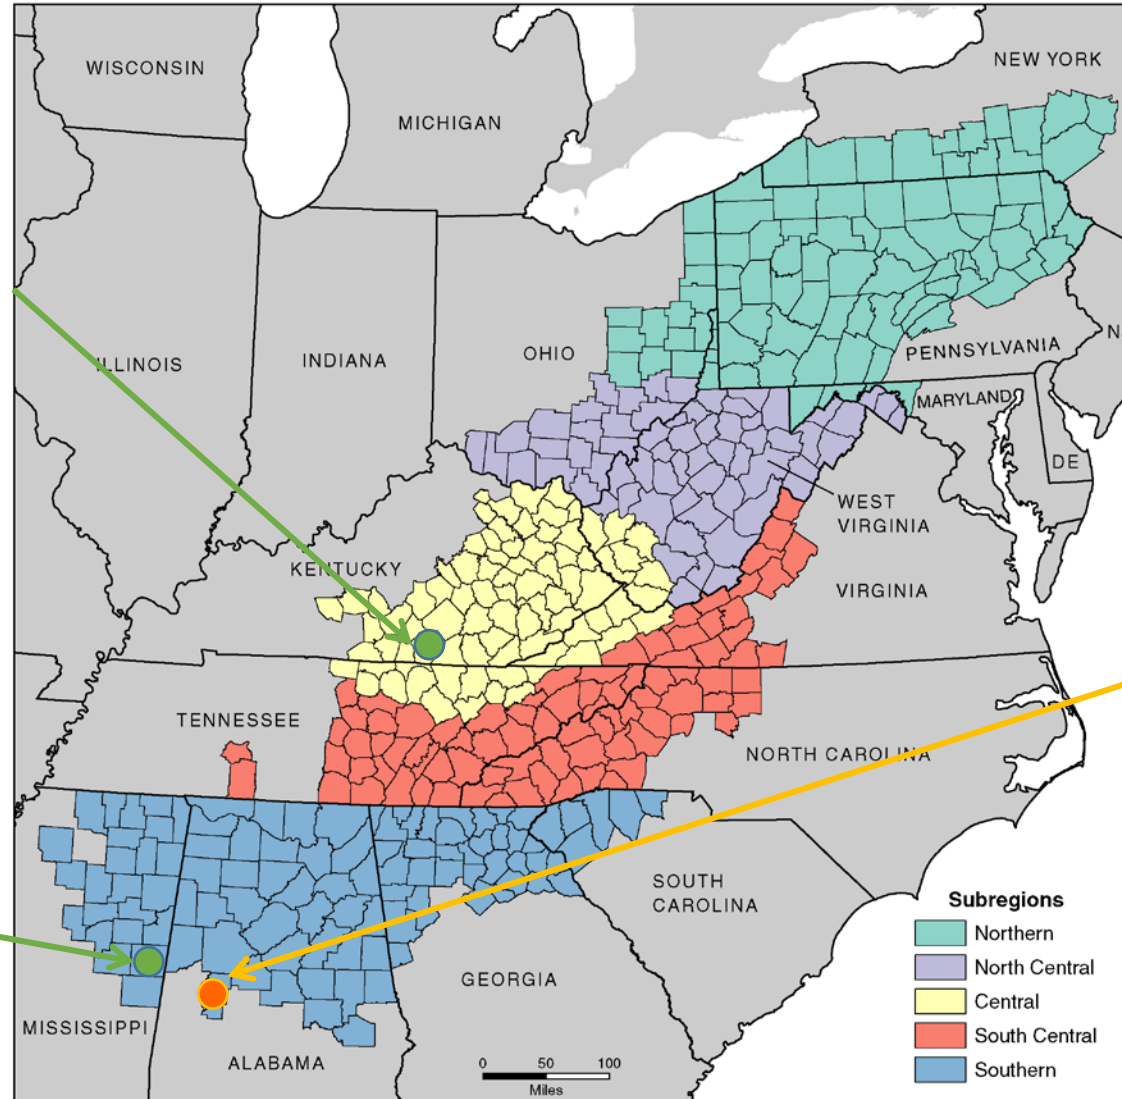 WISCONSIN
MICHIGAN
NEW YORK
ILLINOIS
INDIANA
OHIO
PENNSYLVANIA
N
MARYLAND
DE
WEST
VIRGINIA
KENTUCKY
VIRGINIA
TENNESSEE
NORTH CAROLINA
SOUTH
CAROLINA
GEORGIA
MISSISSIPPI
ALABAMA
0 50 100
Miles
Subregions
Northern
North Central
Central
South Central
Southern